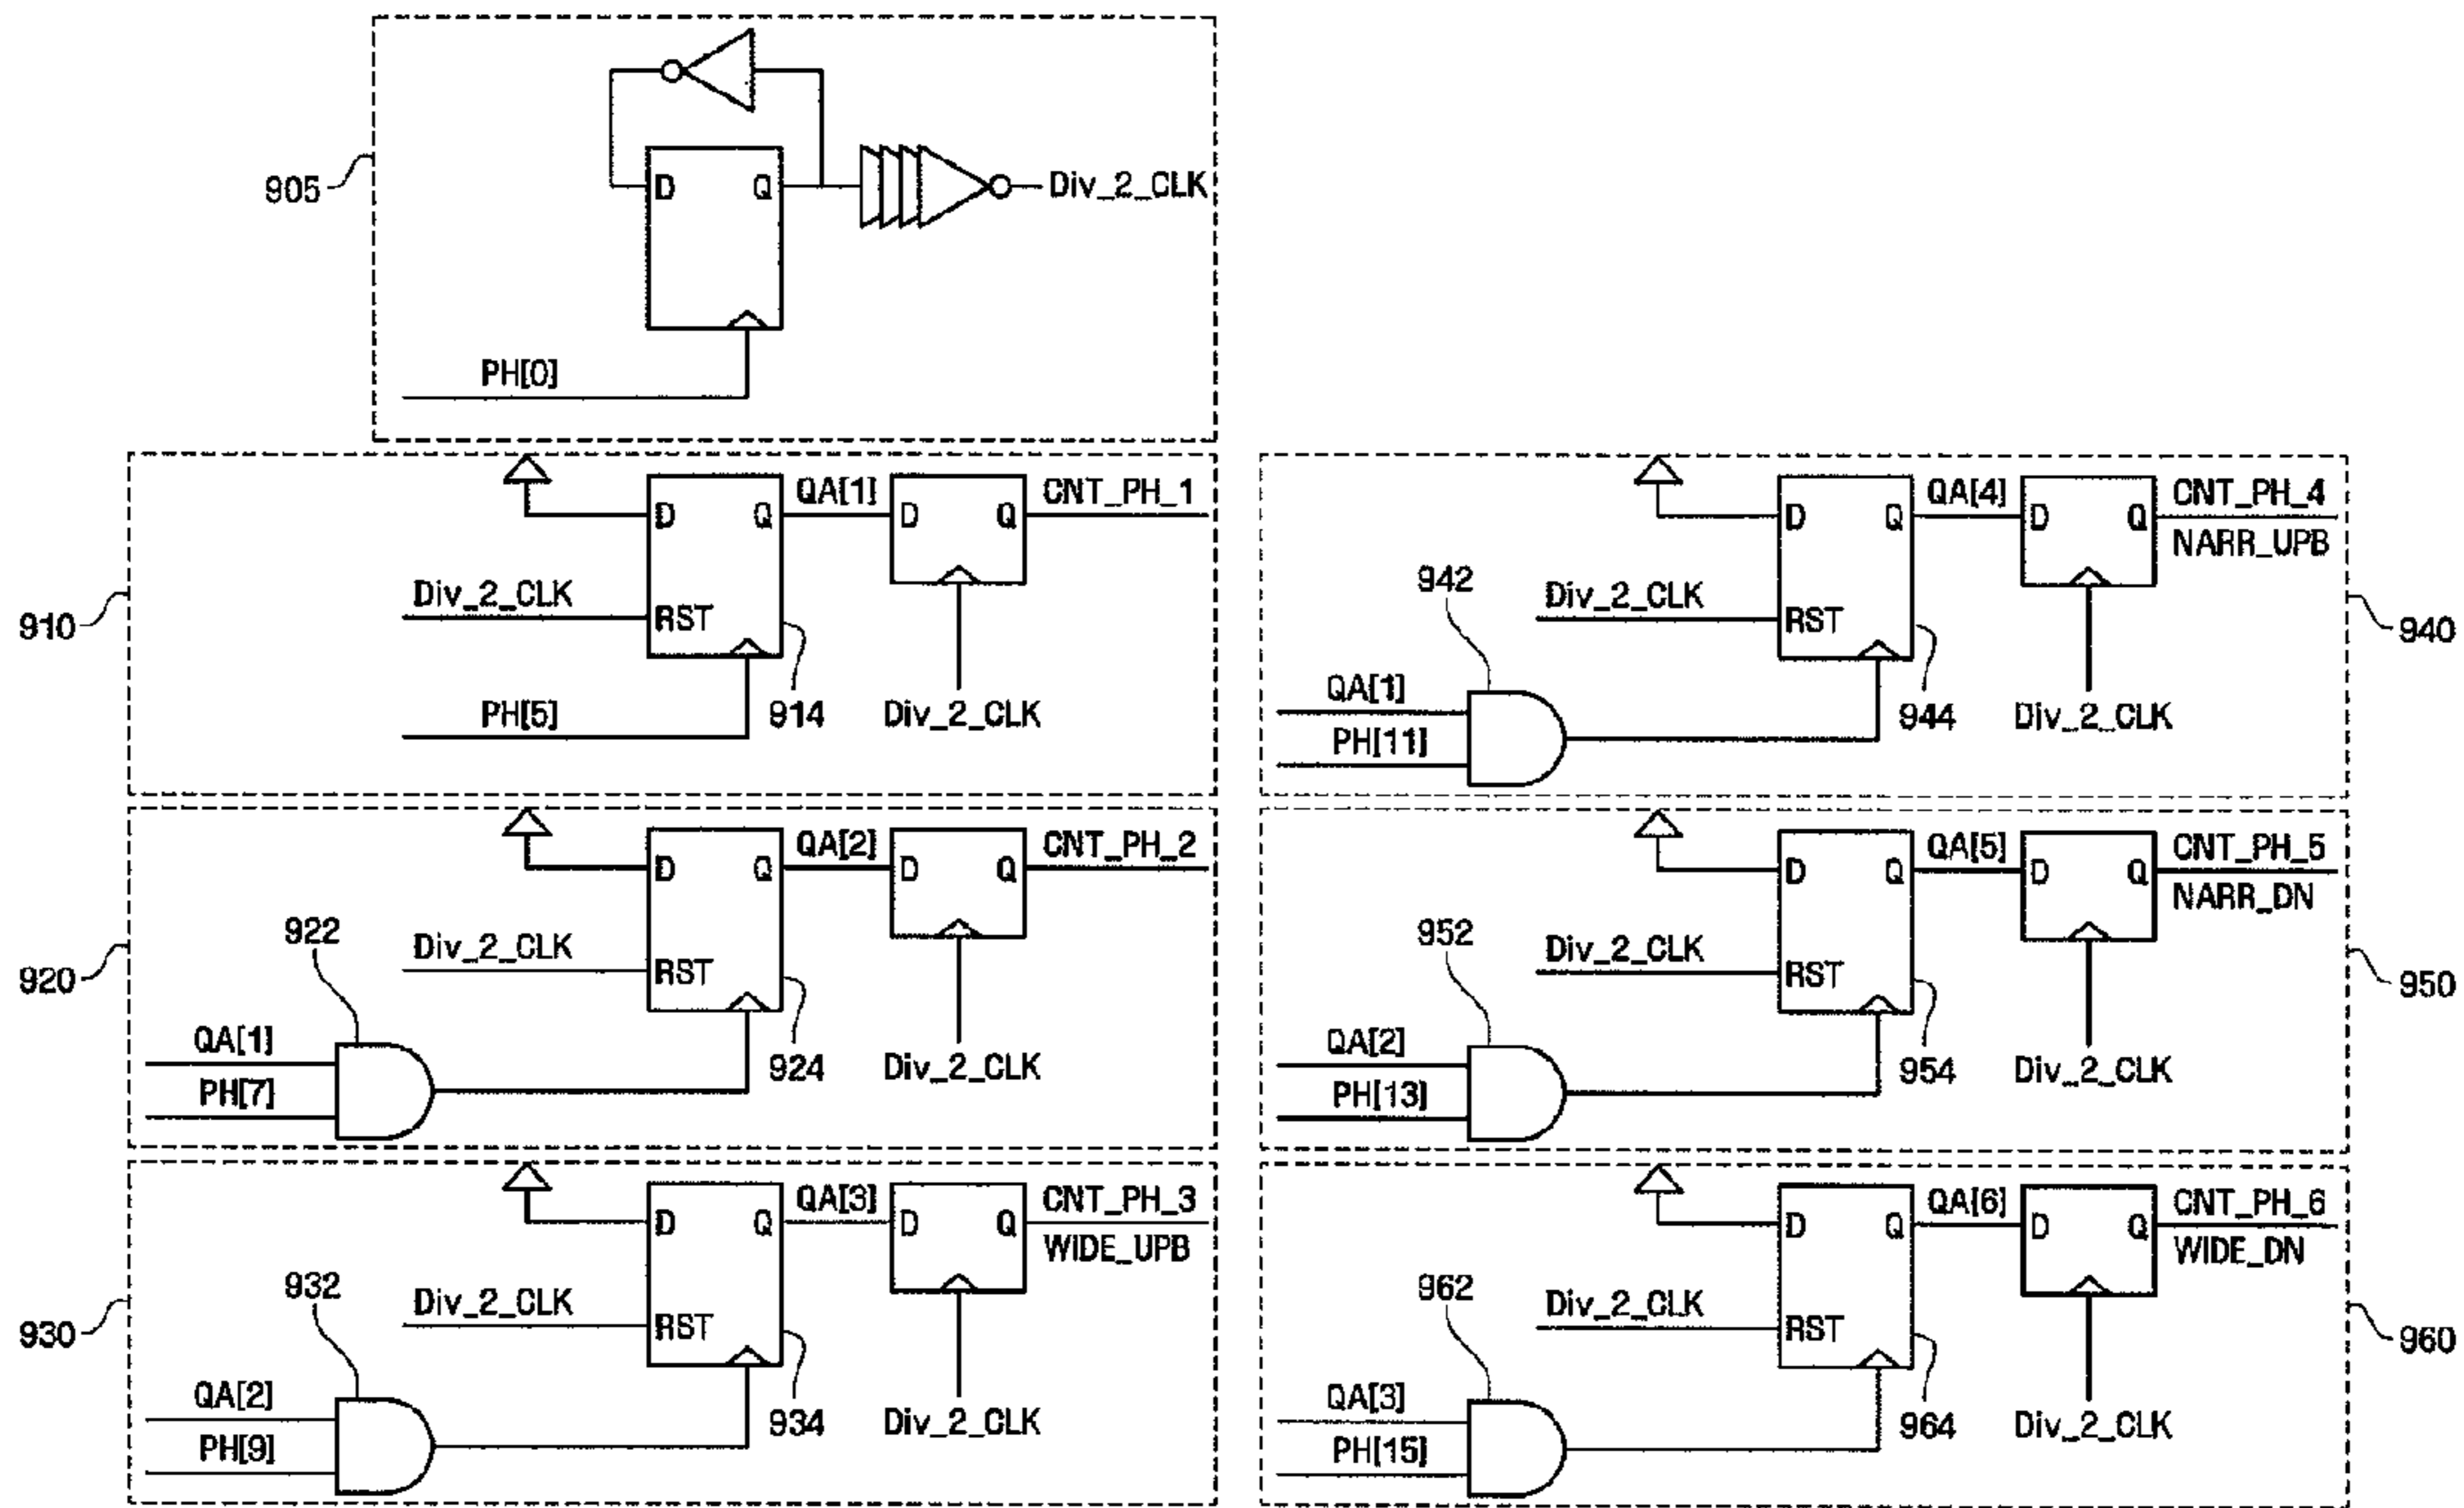 905
D Q
Div_2_CLK
PH[0]
910
D Q
QA[1]
D Q
CNT_PH_1
Div_2_CLK
RST
914
Div_2_CLK
PH[5]
920
922
D Q
QA[2]
D Q
CNT_PH_2
Div_2_CLK
RST
924
Div_2_CLK
QA[1]
PH[7]
930
932
D Q
QA[3]
D Q
CNT_PH_3
WIDE_UPB
Div_2_CLK
RST
934
Div_2_CLK
QA[2]
PH[9]
940
942
D Q
QA[4]
D Q
CNT_PH_4
NARR_UPB
Div_2_CLK
RST
944
Div_2_CLK
QA[1]
PH[11]
950
952
D Q
QA[5]
D Q
CNT_PH_5
NARR_DN
Div_2_CLK
RST
954
Div_2_CLK
QA[2]
PH[13]
960
962
D Q
QA[6]
D Q
CNT_PH_6
WIDE_DN
Div_2_CLK
RST
964
Div_2_CLK
QA[3]
PH[15]